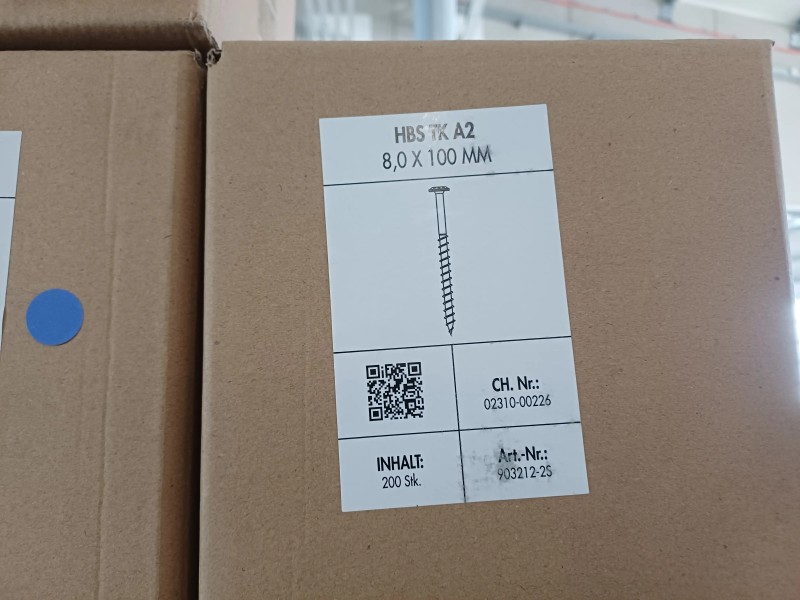 HBS TK A2
8,0 X 100 MM
CH. Nr.:
02310-00226
INHALT:
200 Stk.
Art.-Nr.:
903212-2S